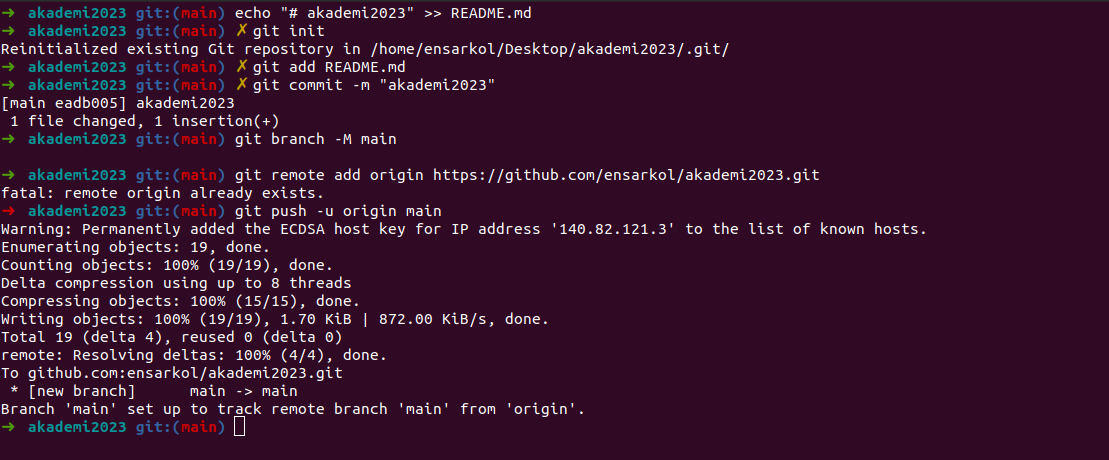 ➜  akademi2023 git:(main) echo "# akademi2023" >> README.md
➜  akademi2023 git:(main) ✗ git init
Reinitialized existing Git repository in /home/ensarkol/Desktop/akademi2023/.git/
➜  akademi2023 git:(main) ✗ git add README.md
➜  akademi2023 git:(main) ✗ git commit -m "akademi2023"
[main eadb005] akademi2023
 1 file changed, 1 insertion(+)
➜  akademi2023 git:(main) git branch -M main
➜  akademi2023 git:(main) git remote add origin https://github.com/ensarkol/akademi2023.git
fatal: remote origin already exists.
➜  akademi2023 git:(main) git push -u origin main
Warning: Permanently added the ECDSA host key for IP address '140.82.121.3' to the list of known hosts.
Enumerating objects: 19, done.
Counting objects: 100% (19/19), done.
Delta compression using up to 8 threads
Compressing objects: 100% (15/15), done.
Writing objects: 100% (19/19), 1.70 KiB | 872.00 KiB/s, done.
Total 19 (delta 4), reused 0 (delta 0)
remote: Resolving deltas: 100% (4/4), done.
To github.com:ensarkol/akademi2023.git
 * [new branch]      main -> main
Branch 'main' set up to track remote branch 'main' from 'origin'.
➜  akademi2023 git:(main)